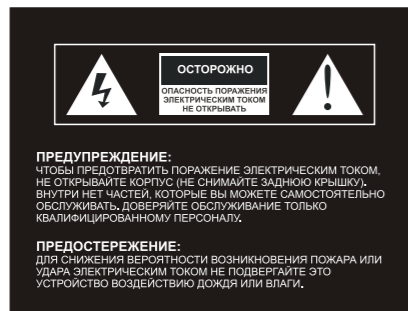 ОСТОРОЖНО
ОПАСНОСТЬ ПОРАЖЕНИЯ
ЭЛЕКТРИЧЕСКИМ ТОКОМ
НЕ ОТКРЫВАТЬ
ПРЕДУПРЕЖДЕНИЕ:
ЧТОБЫ ПРЕДОТВРАТИТЬ ПОРАЖЕНИЕ ЭЛЕКТРИЧЕСКИМ ТОКОМ,
НЕ ОТКРЫВАЙТЕ КОРПУС (НЕ СНИМАЙТЕ ЗАДНЮЮ КРЫШКУ).
ВНУТРИ НЕТ ЧАСТЕЙ, КОТОРЫЕ ВЫ МОЖЕТЕ САМОСТОЯТЕЛЬНО
ОБСЛУЖИВАТЬ. ДОВЕРЯЙТЕ ОБСЛУЖИВАНИЕ ТОЛЬКО
КВАЛИФИЦИРОВАННОМУ ПЕРСОНАЛУ.
ПРЕДОСТЕРЕЖЕНИЕ:
ДЛЯ СНИЖЕНИЯ ВЕРОЯТНОСТИ ВОЗНИКНОВЕНИЯ ПОЖАРА ИЛИ
УДАРА ЭЛЕКТРИЧЕСКИМ ТОКОМ НЕ ПОДВЕРГАЙТЕ ЭТО
УСТРОЙСТВО ВОЗДЕЙСТВИЮ ДОЖДЯ ИЛИ ВЛАГИ.